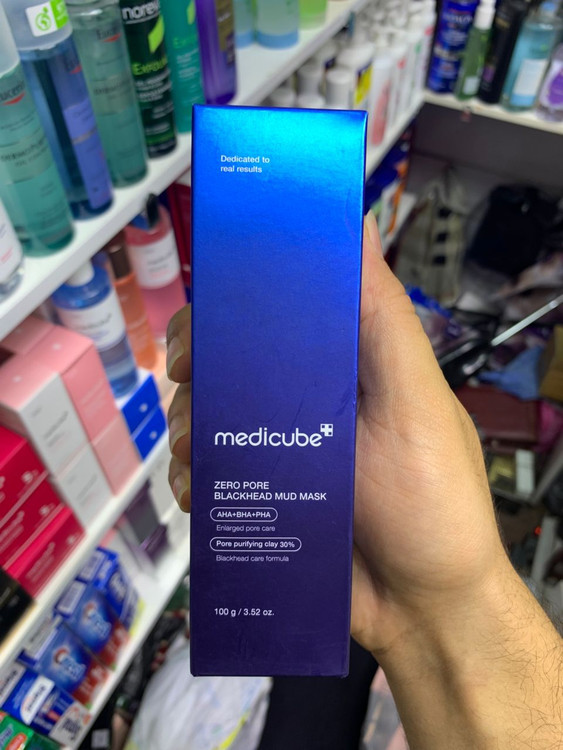 Dedicated to
real results
medicube
ZERO PORE
BLACKHEAD MUD MASK
AHA+BHA+PHA
Enlarged pore care
Pore purifying clay 30%
Blackhead care formula
100 g / 3.52 oz.